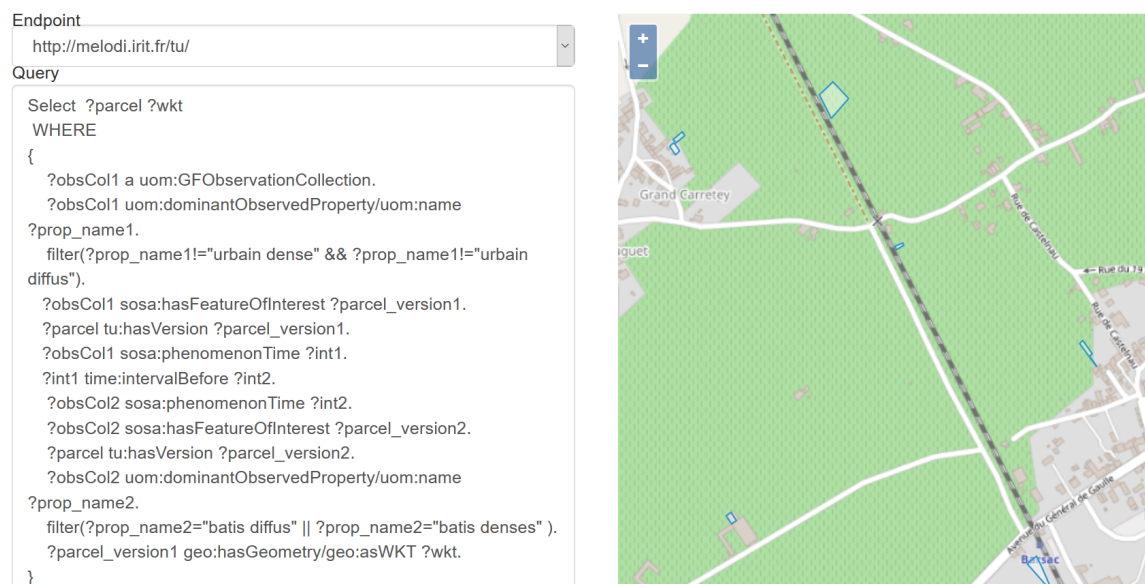 Endpoint
http://melodi.irit.fr/tu/
Query
Select ?parcel ?wkt
WHERE
{
?obsCol1 a uom:GFObservationCollection.
?obsCol1 uom:dominantObservedProperty/uom:name
?prop_name1.
filter(?prop_name1!="urbain dense" && ?prop_name1!="urbain
diffus").
?obsCol1 sosa:hasFeatureOfInterest ?parcel_version1.
?parcel tu:hasVersion ?parcel_version1.
?obsCol1 sosa:phenomenonTime ?int1.
?int1 time:intervalBefore ?int2.
?obsCol2 sosa:phenomenonTime ?int2.
?obsCol2 sosa:hasFeatureOfInterest ?parcel_version2.
?parcel tu:hasVersion ?parcel_version2.
?obsCol2 uom:dominantObservedProperty/uom:name
?prop_name2.
filter(?prop_name2="batis diffus" || ?prop_name2="batis denses" ).
?parcel_version1 geo:hasGeometry/geo:asWKT ?wkt.
}
+
−
Grand Carretey
guet
Rue de Castelnau
Rue du 19
Rue de Castelnau
Avenue du Général de Gaulle
Barsac